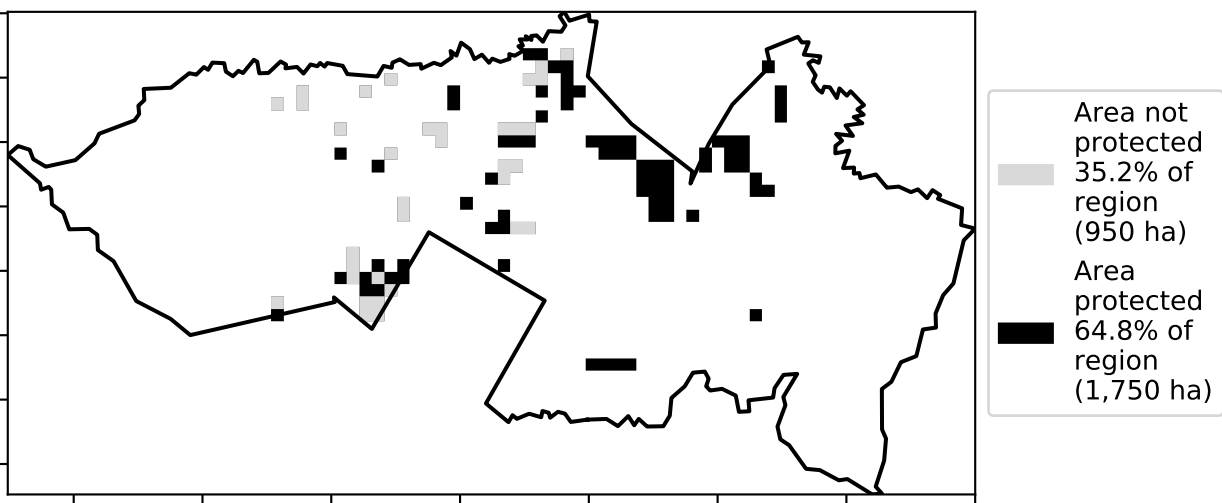 Area not
protected
35.2% of
region
(950 ha)
Area
protected
64.8% of
region
(1,750 ha)